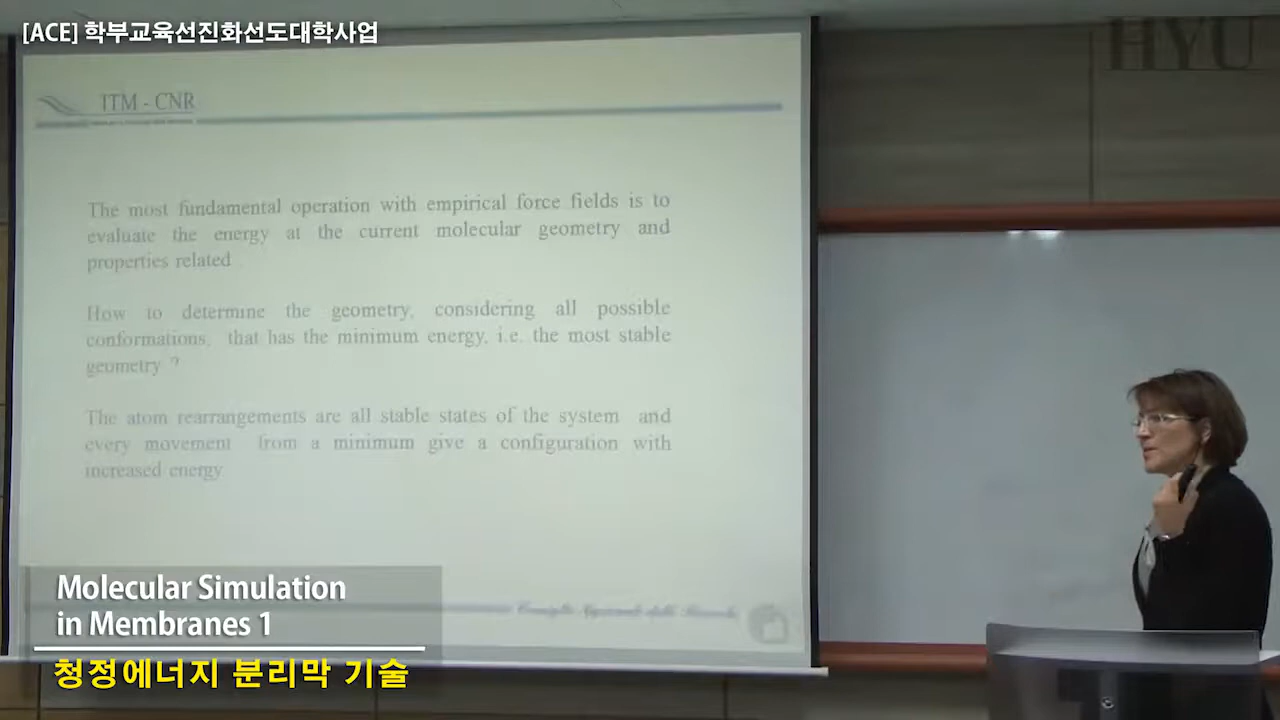 [ACE] 학부교육선진화선도대학사업
HYU
ITM - CNR
The most fundamental operation with empirical force fields is to
evaluate the energy at the current molecular geometry and
properties related
How to determine the geometry, considering all possible
conformations, that has the minimum energy, i.e. the most stable
geometry ?
The atom rearrangements are all stable states of the system and
every movement from a minimum give a configuration with
increased energy
Molecular Simulation
in Membranes 1
청정에너지 분리막 기술